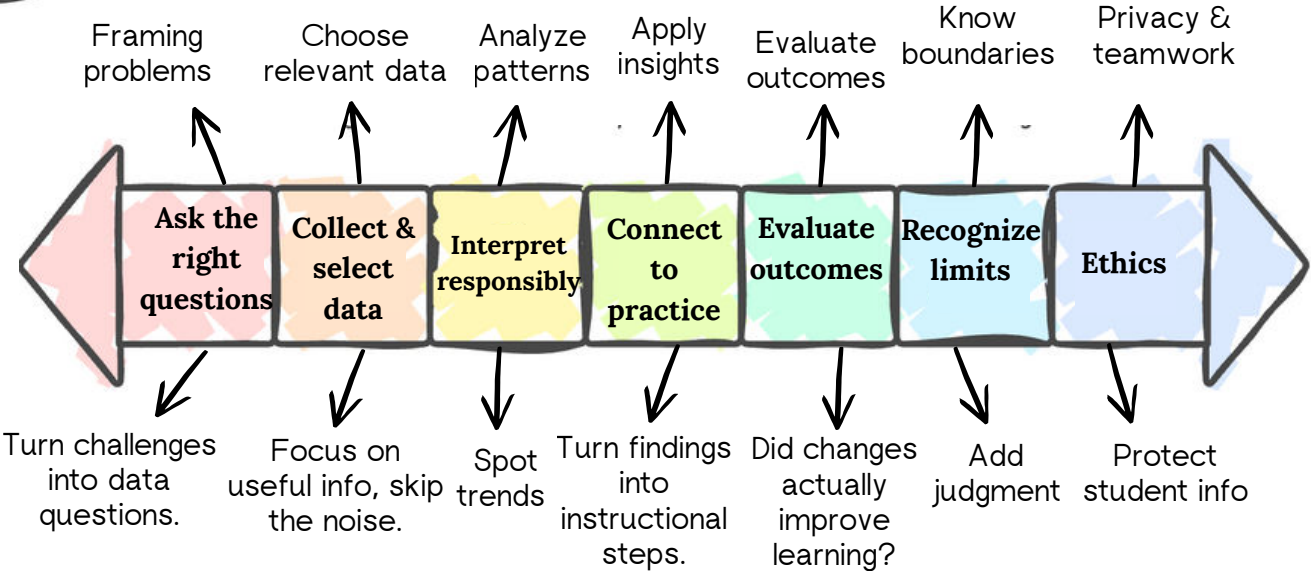 Framing
problems
Choose
relevant data
Analyze
patterns
Apply
insights
Evaluate
outcomes
Know
boundaries
Privacy &
teamwork
Ask the
right
questions
Collect &
select
data
Interpret
responsibly
Connect
to
practice
Evaluate
outcomes
Recognize
limits
Ethics
Turn challenges
into data
questions.
Focus on
useful info, skip
the noise.
Spot
trends
Turn findings
into
instructional
steps.
Did changes
actually
improve
learning?
Add
judgment
Protect
student info